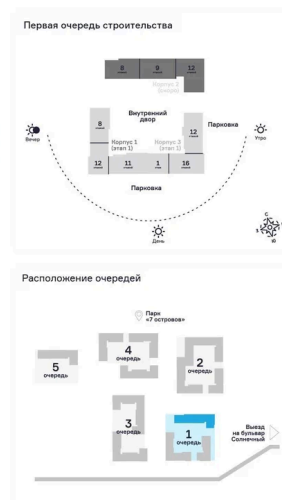 Первая очередь строительства
8 9 12
Корпус 2
Внутренний
двор
8
Парковка
12
Вечер
Утро
Корпус 1
(этап 1)
Корпус 3
(этап 1)
12 11 1 16
Парковка
День
С
З
Ю
Расположение очередей
Парк
«7 островов»
4
очередь
5
очередь
2
очередь
3
очередь
1
очередь
Выезд
на бульвар
Солнечный